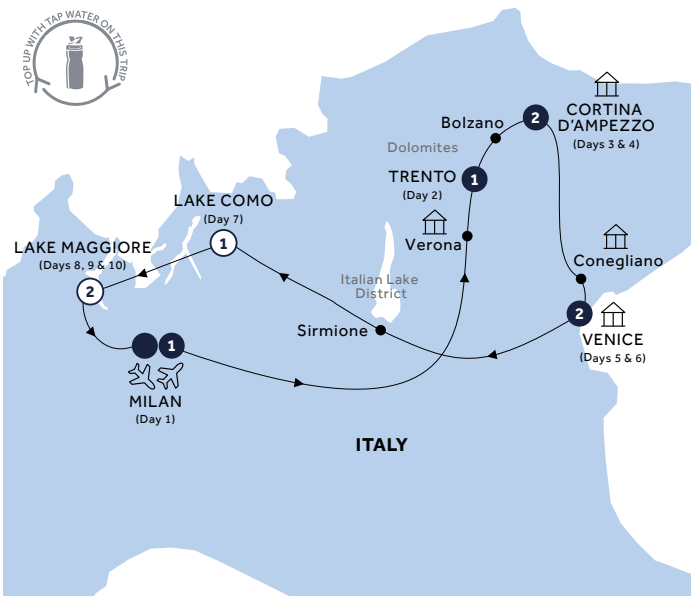 TOP UP WITH TAP WATER ON THIS TRIP
CORTINA
D'AMPEZZO
(Days 3 & 4)
2
Bolzano
Dolomites
TRENTO
(Day 2)
1
LAKE COMO
(Day 7)
1
Verona
LAKE MAGGIORE
(Days 8, 9 & 10)
2
Conegliano
Italian Lake
District
Sirmione
2
VENICE
(Days 5 & 6)
1
MILAN
(Day 1)
ITALY